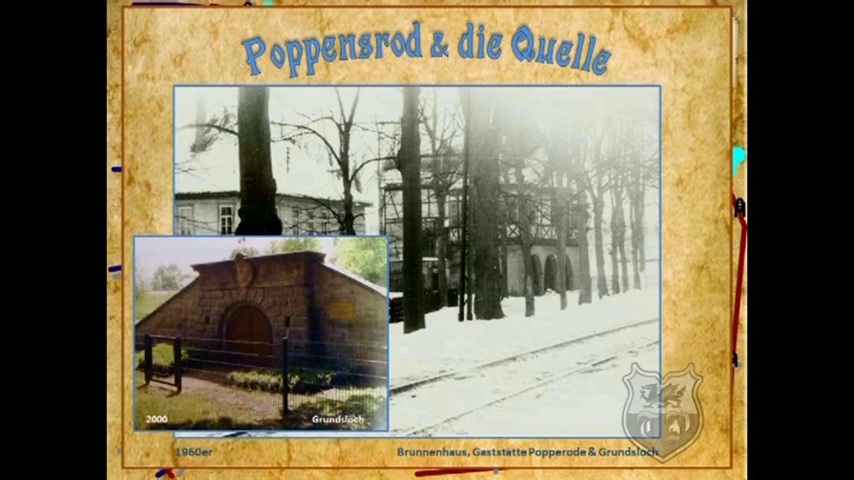 Poppensrod & die Quelle
2000
Grundsloch
1960er
Brunnenhaus, Gaststätte Popperode & Grundsloch